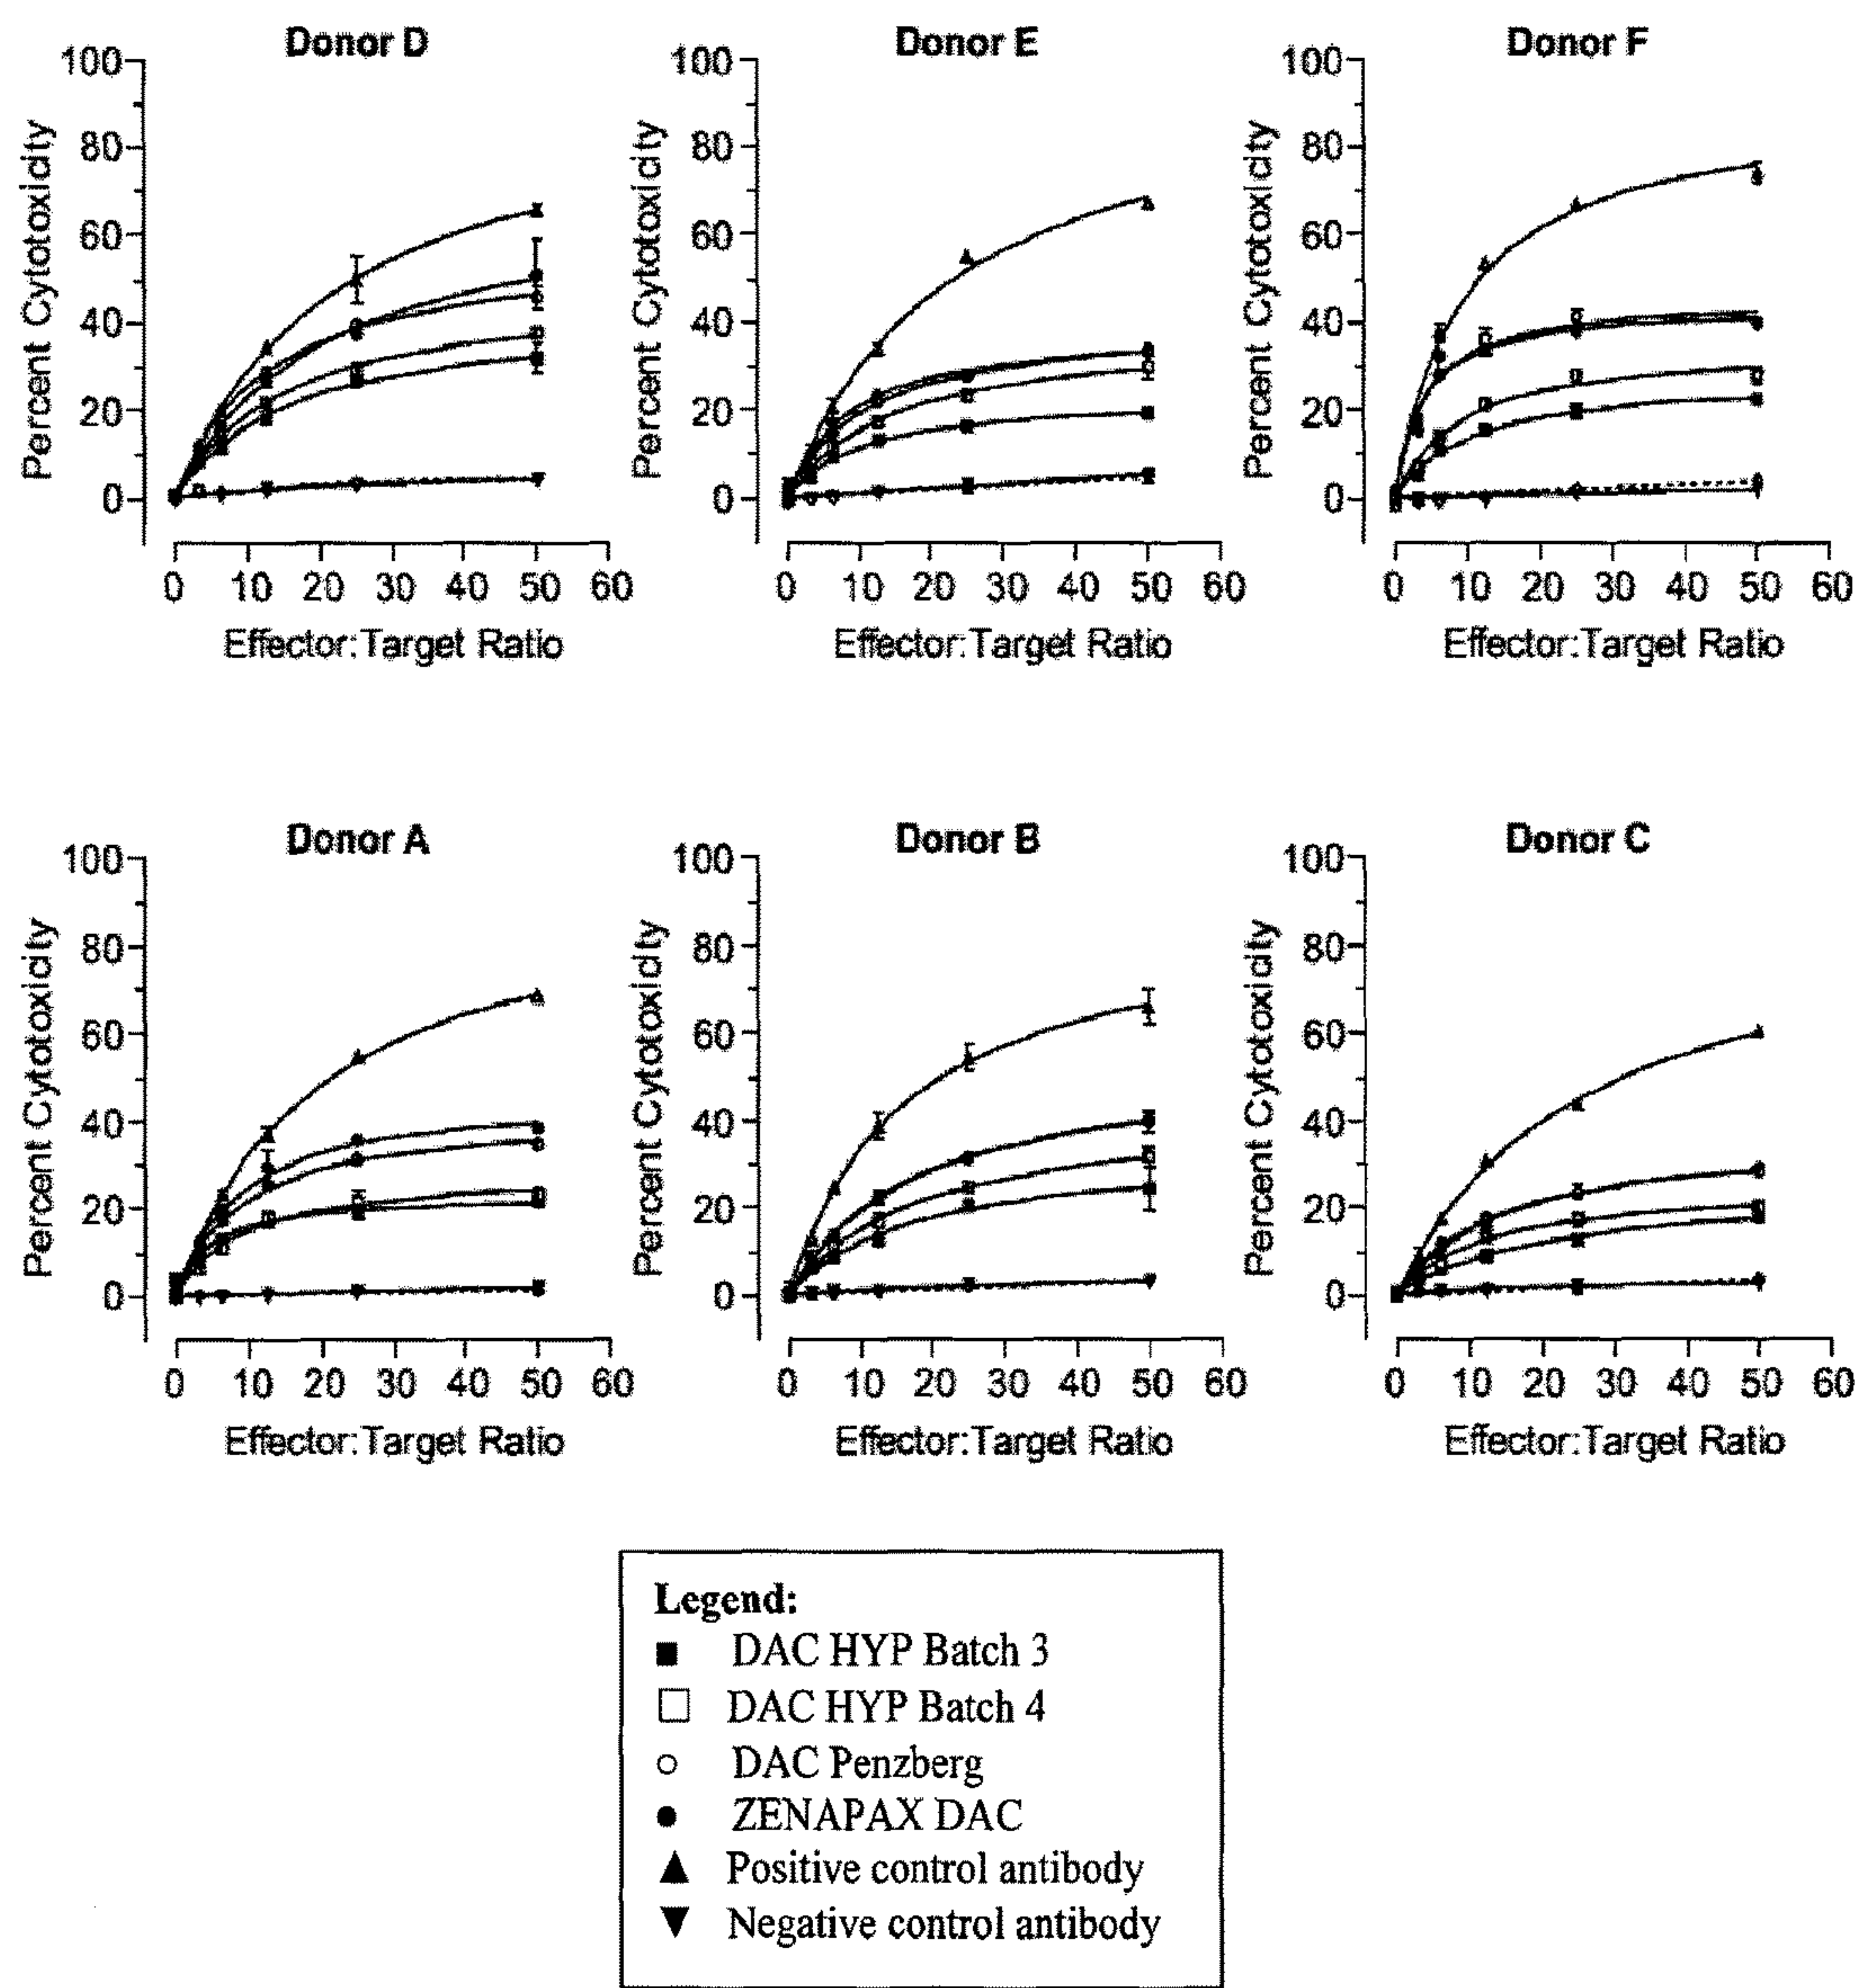 Donor D
Donor E
Donor F
Percent Cytotoxicity
100
80
60
40
20
0
0 10 20 30 40 50 60
Effector:Target Ratio
Percent Cytotoxicity
100
80
60
40
20
0
0 10 20 30 40 50 60
Effector:Target Ratio
Percent Cytotoxicity
100
80
60
40
20
0
0 10 20 30 40 50 60
Effector:Target Ratio
Donor A
Donor B
Donor C
Percent Cytotoxicity
100
80
60
40
20
0
0 10 20 30 40 50 60
Effector:Target Ratio
Percent Cytotoxicity
100
80
60
40
20
0
0 10 20 30 40 50 60
Effector:Target Ratio
Percent Cytotoxicity
100
80
60
40
20
0
0 10 20 30 40 50 60
Effector:Target Ratio
Legend:
DAC HYP Batch 3
DAC HYP Batch 4
DAC Penzberg
ZENAPAX DAC
Positive control antibody
Negative control antibody